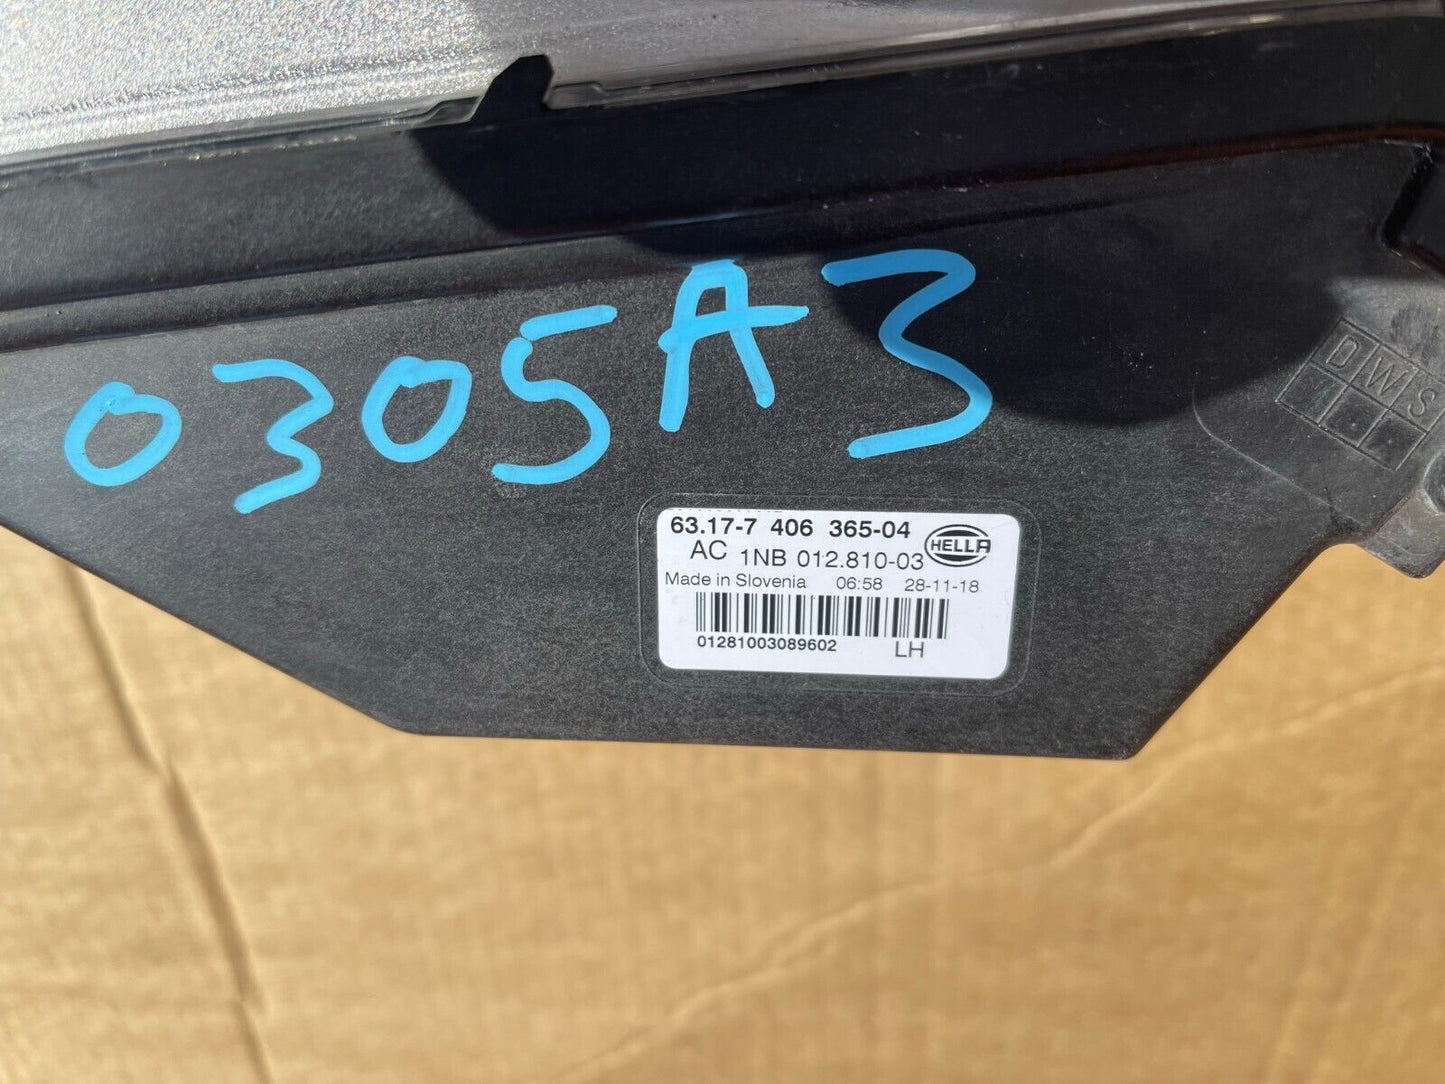 0305A3
D W S
7
63.17-7 406 365-04
AC 1NB 012.810-03
HELLA
Made in Slovenia 06:58 28-11-18
01281003089602 LH